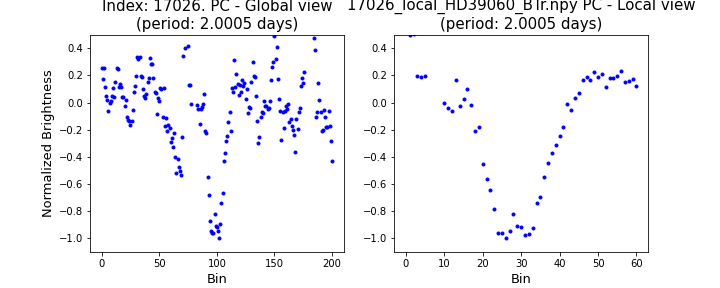 Index: 17026. PC - Global view
(period: 2.0005 days)
17026_local_HD39060_BTfr.npy PC - Local view
(period: 2.0005 days)
Normalized Brightness
0.4
0.2
0.0
−0.2
−0.4
−0.6
−0.8
−1.0
0 50 100 150 200
Bin
0.4
0.2
0.0
−0.2
−0.4
−0.6
−0.8
−1.0
0 10 20 30 40 50 60
Bin